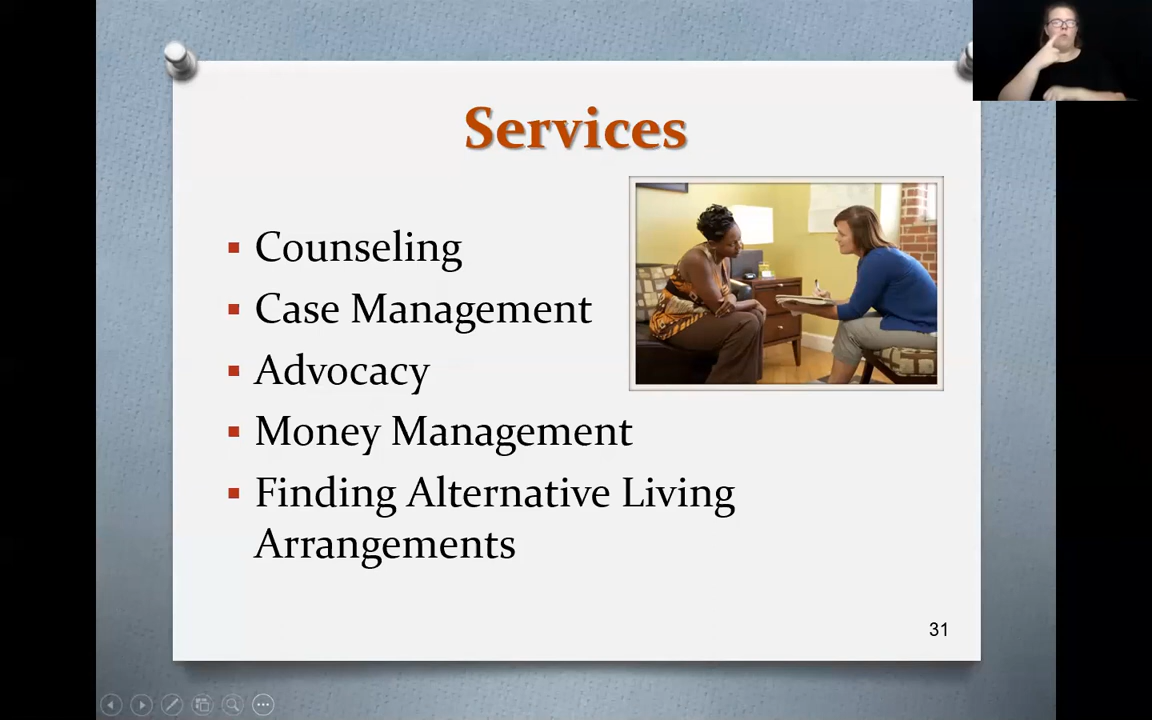 Services
Counseling
Case Management
Advocacy
Money Management
Finding Alternative Living
Arrangements
31